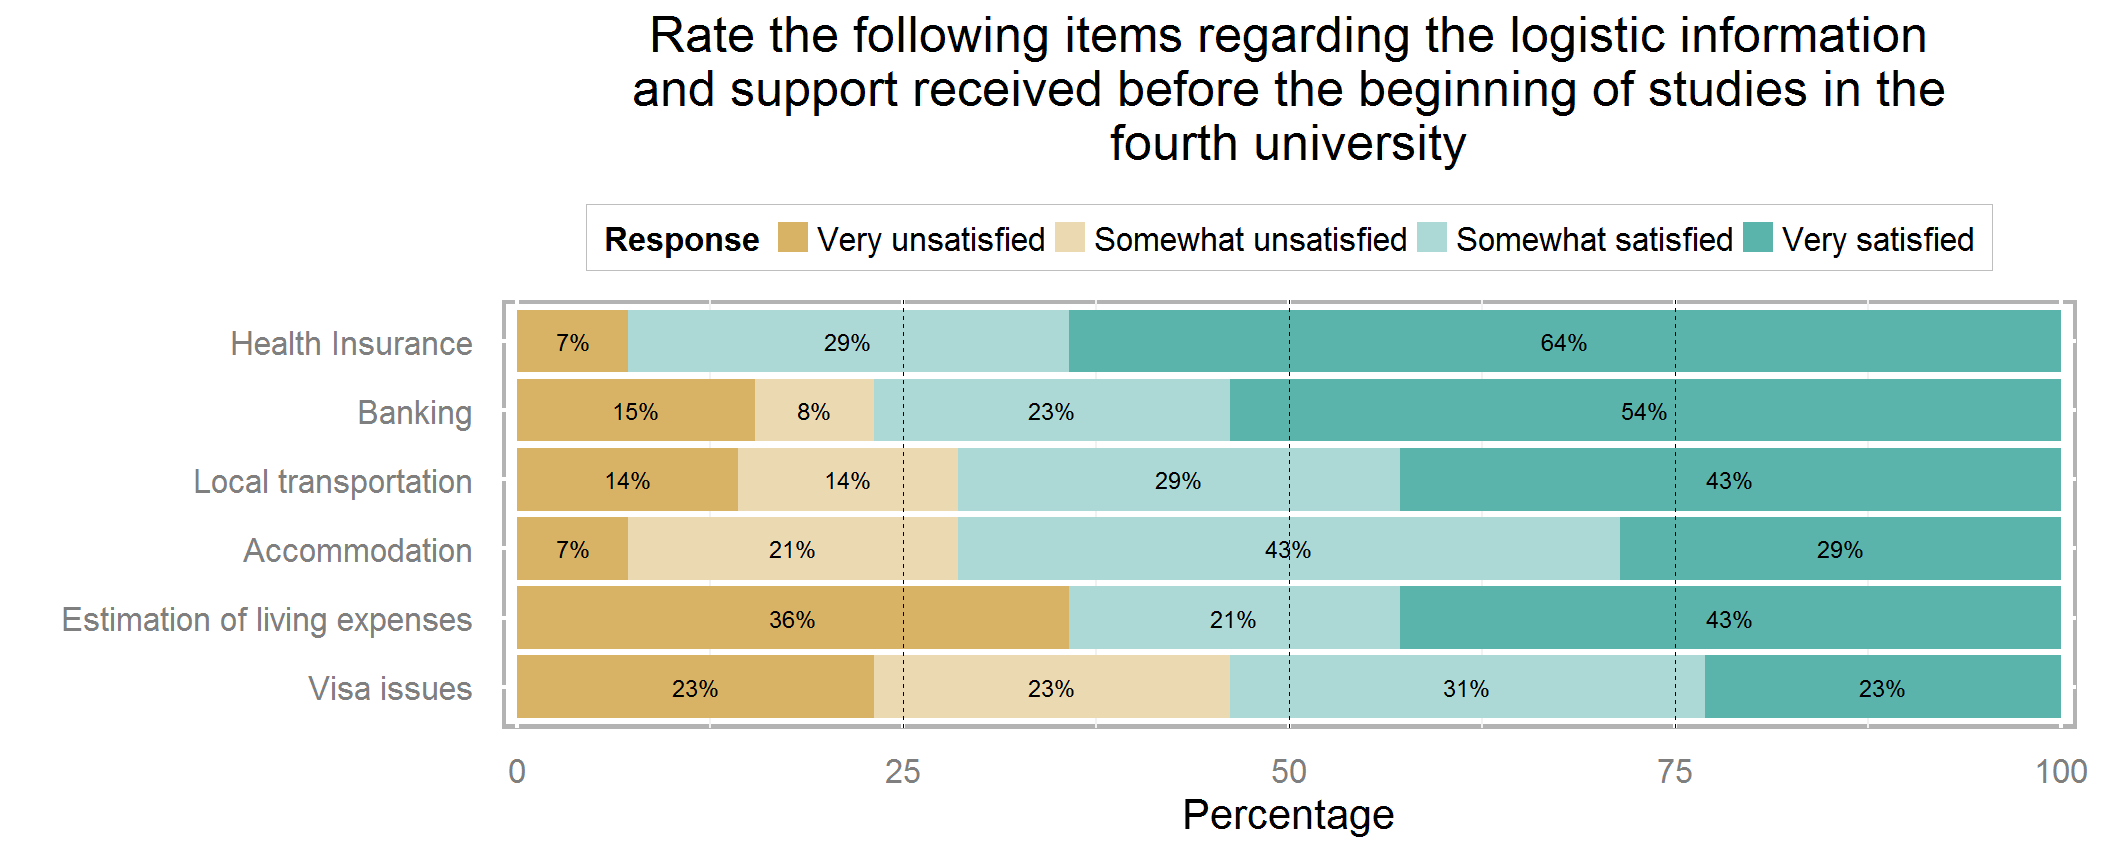 Rate the following items regarding the logistic information
and support received before the beginning of studies in the
fourth university
Response Very unsatisfied Somewhat unsatisfied Somewhat satisfied Very satisfied
Health Insurance 7% 29% 64%
Banking 15% 8% 23% 54%
Local transportation 14% 14% 29% 43%
Accommodation 7% 21% 43% 29%
Estimation of living expenses 36% 21% 43%
Visa issues 23% 23% 31% 23%
0 25 50 75 100
Percentage